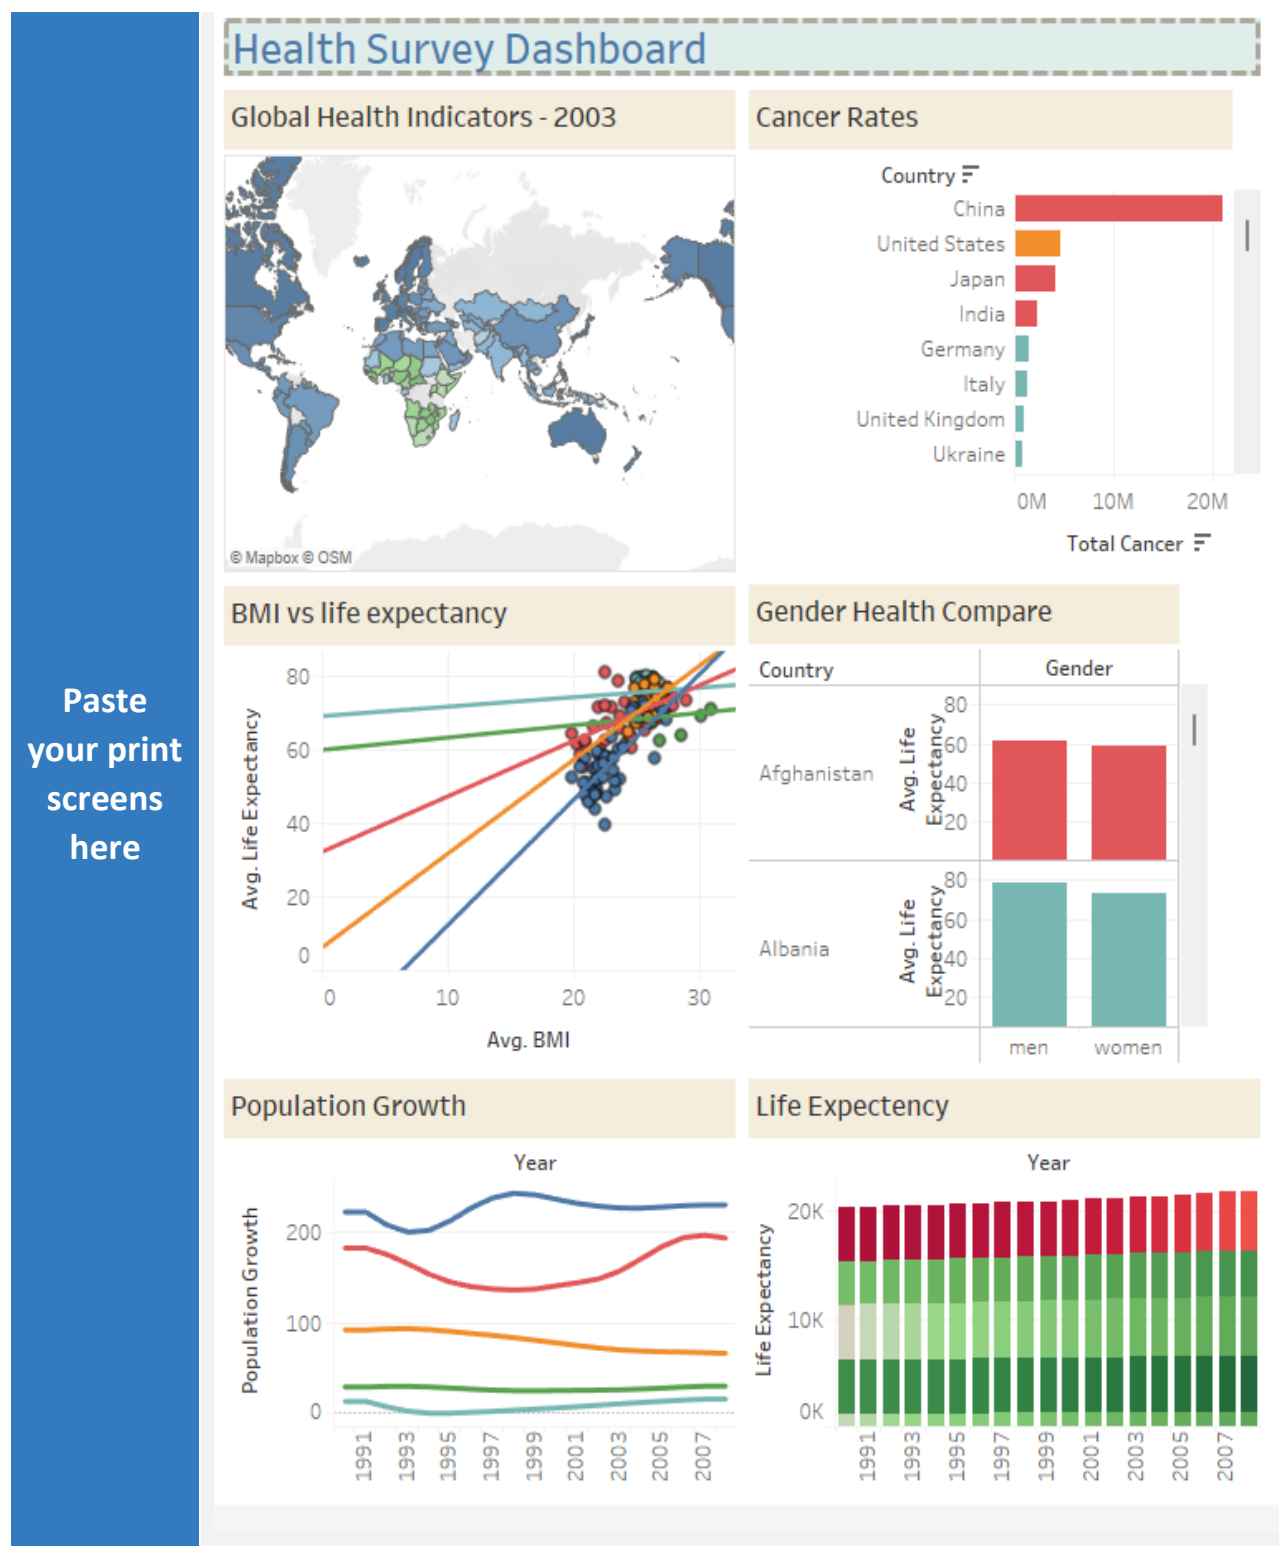 Paste
your print
screens
here
Health Survey Dashboard
Global Health Indicators - 2003
© Mapbox © OSM
Cancer Rates
Country
China
United States
Japan
India
Germany
Italy
United Kingdom
Ukraine
0M 10M 20M
Total Cancer
BMI vs life expectancy
Avg. Life Expectancy
80
60
40
20
0
0 10 20 30
Avg. BMI
Gender Health Compare
Country Gender
Afghanistan
Avg. Life
Expectancy
80
60
40
20
Albania
Avg. Life
Expectancy
80
60
40
20
men women
Population Growth
Year
Population Growth
200
100
0
1991 1993 1995 1997 1999 2001 2003 2005 2007
Life Expectency
Year
Life Expectancy
20K
10K
0K
1991 1993 1995 1997 1999 2001 2003 2005 2007